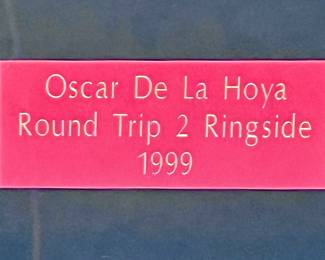 Oscar De La Hoya
Round Trip 2 Ringside
1999